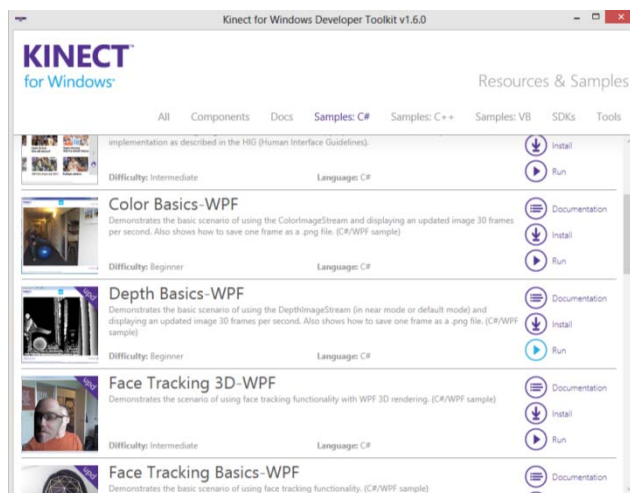 Kinect for Windows Developer Toolkit v1.6.0
KINECT
for Windows
Resources & Samples
All Components Docs Samples: C# Samples: C++ Samples: VB SDKs Tools
implementation as described in the HIG (Human Interface Guidelines).
Install
Run
Difficulty: Intermediate Language: C#
Color Basics-WPF
Demonstrates the basic scenario of using the ColorImageStream and displaying an updated image 30 frames
per second. Also shows how to save one frame as a .png file. (C#/WPF sample)
Documentation
Install
Run
Difficulty: Beginner Language: C#
upd
Depth Basics-WPF
Demonstrates the basic scenario of using the DepthImageStream (in near mode or default mode) and
displaying an updated image 30 frames per second. Also shows how to save one frame as a .png file. (C#/WPF
sample)
Documentation
Install
Run
Difficulty: Beginner Language: C#
upd
Face Tracking 3D-WPF
Demonstrates the scenario of using face tracking functionality with WPF 3D rendering. (C#/WPF sample)
Documentation
Install
Run
Difficulty: Intermediate Language: C#
upd
Face Tracking Basics-WPF
Demonstrates the basic scenario of using face tracking functionality. (C#/WPF sample)
Documentation